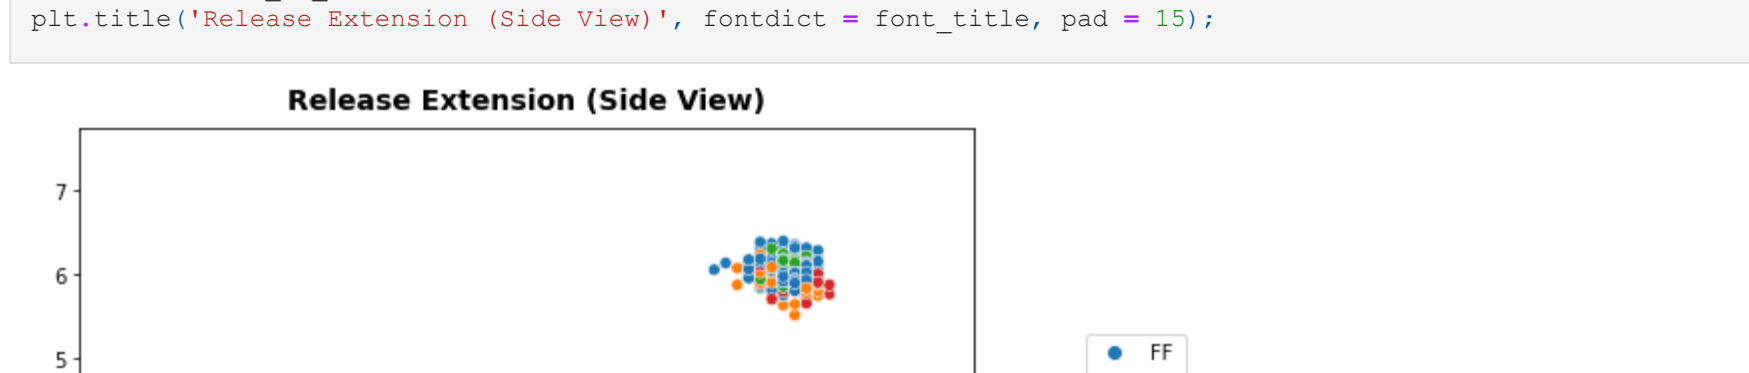 plt.title('Release Extension (Side View)', fontdict = font_title, pad = 15);
Release Extension (Side View)
7
6
5
FF